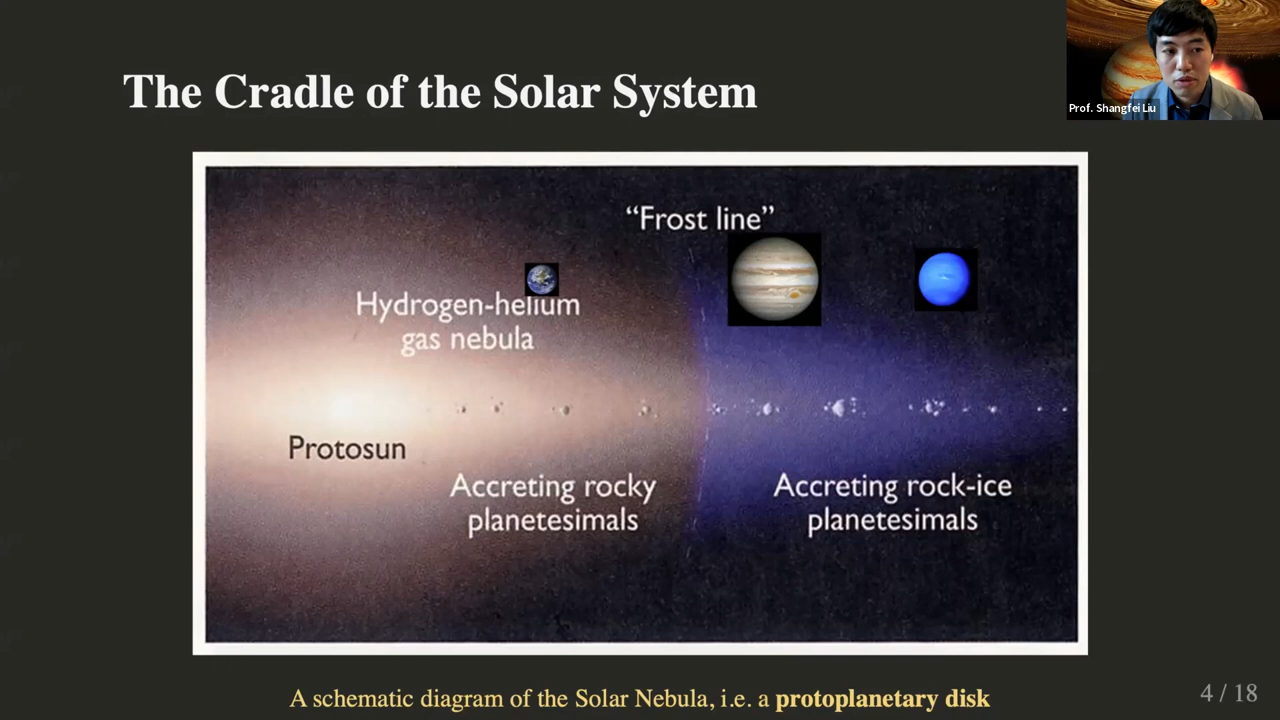 The Cradle of the Solar System
Prof. Shangfei Liu
“Frost line”
Hydrogen-helium
gas nebula
Protosun
Accreting rocky
planetesimals
Accreting rock-ice
planetesimals
A schematic diagram of the Solar Nebula, i.e. a protoplanetary disk
4 / 18